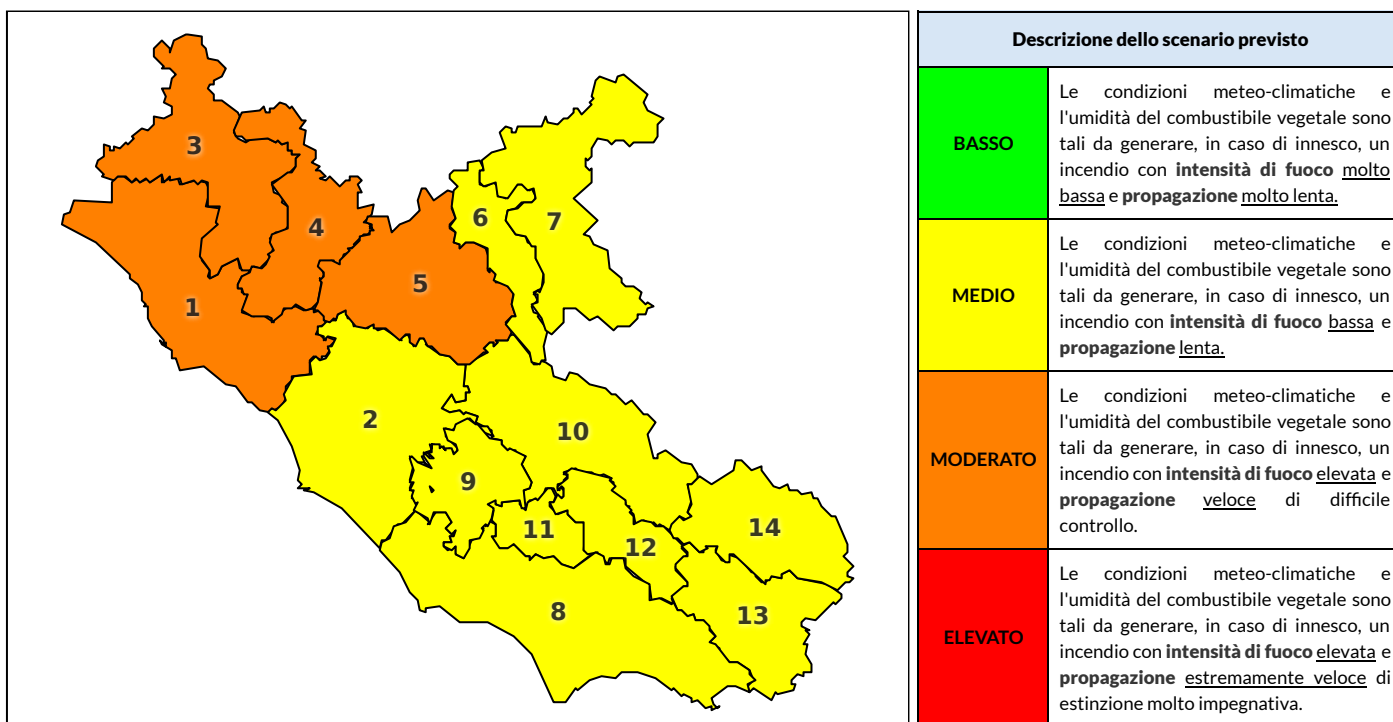 3
4
6
7
5
1
2
10
9
11
12
14
8
13
Descrizione dello scenario previsto
BASSO
Le condizioni meteo-climatiche e
l'umidità del combustibile vegetale sono
tali da generare, in caso di innesco, un
incendio con intensità di fuoco molto
bassa e propagazione molto lenta.
MEDIO
Le condizioni meteo-climatiche e
l'umidità del combustibile vegetale sono
tali da generare, in caso di innesco, un
incendio con intensità di fuoco bassa e
propagazione lenta.
MODERATO
Le condizioni meteo-climatiche e
l'umidità del combustibile vegetale sono
tali da generare, in caso di innesco, un
incendio con intensità di fuoco elevata e
propagazione veloce di difficile
controllo.
ELEVATO
Le condizioni meteo-climatiche e
l'umidità del combustibile vegetale sono
tali da generare, in caso di innesco, un
incendio con intensità di fuoco elevata e
propagazione estremamente veloce di
estinzione molto impegnativa.